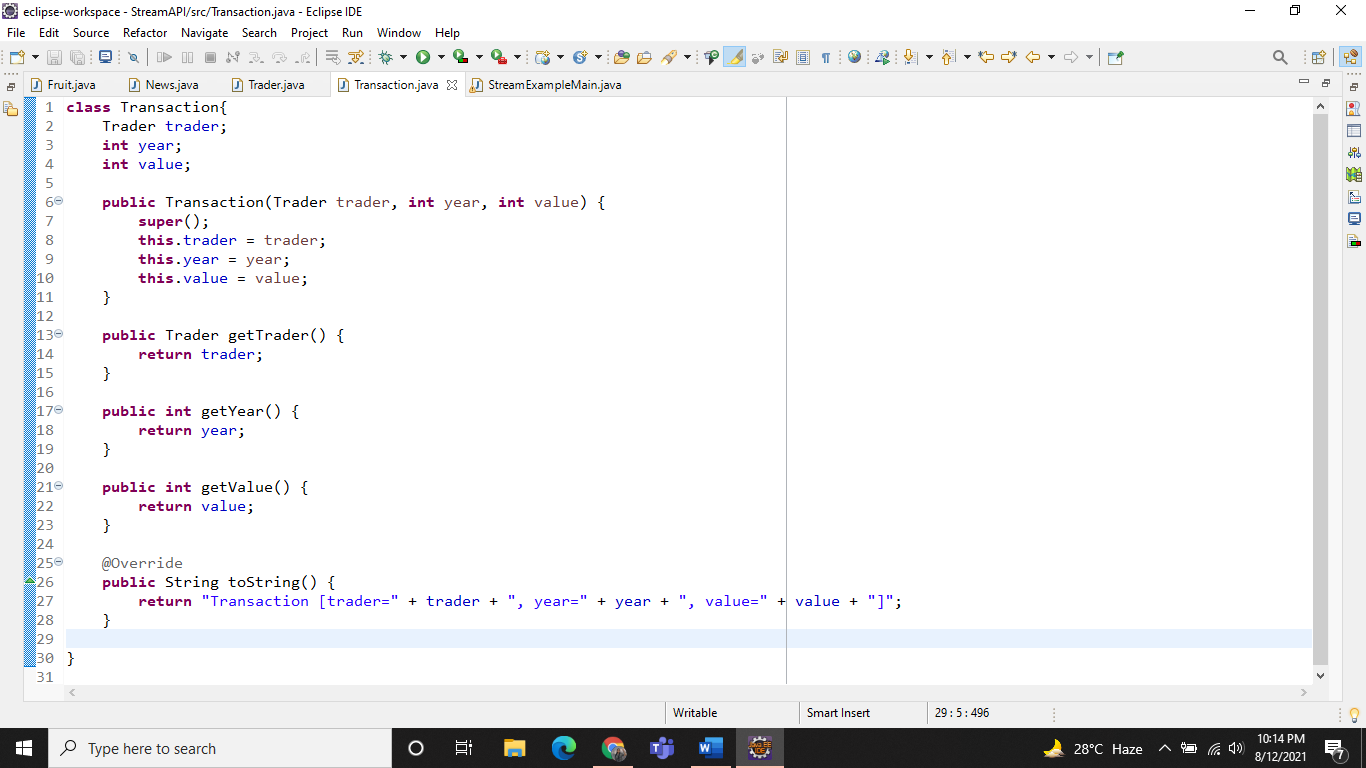 eclipse-workspace - StreamAPI/src/Transaction.java - Eclipse IDE
File Edit Source Refactor Navigate Search Project Run Window Help
Fruit.java News.java Trader.java Transaction.java StreamExampleMain.java
1 class Transaction{
2     Trader trader;
3     int year;
4     int value;
5
6     public Transaction(Trader trader, int year, int value) {
7         super();
8         this.trader = trader;
9         this.year = year;
10         this.value = value;
11     }
12
13     public Trader getTrader() {
14         return trader;
15     }
16
17     public int getYear() {
18         return year;
19     }
20
21     public int getValue() {
22         return value;
23     }
24
25     @Override
26     public String toString() {
27         return "Transaction [trader=" + trader + ", year=" + year + ", value=" + value + "]";
28     }
29
30 }
31
Writable Smart Insert 29 : 5 : 496
Type here to search
28°C Haze
10:14 PM
8/12/2021
7